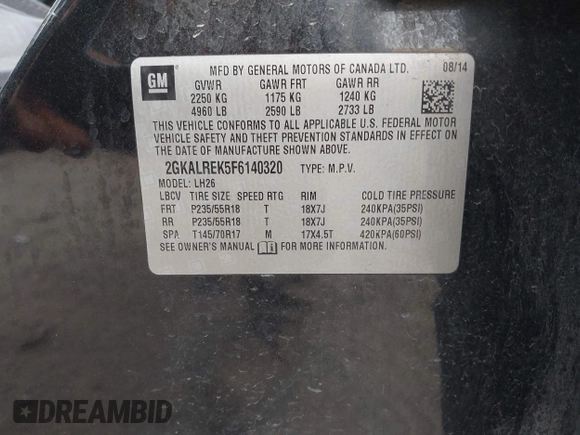 GM
MFD BY GENERAL MOTORS OF CANADA LTD. 08/14
GVWR GAWR FRT GAWR RR
2250 KG 1175 KG 1240 KG
4960 LB 2590 LB 2733 LB
THIS VEHICLE CONFORMS TO ALL APPLICABLE U.S. FEDERAL MOTOR
VEHICLE SAFETY AND THEFT PREVENTION STANDARDS IN EFFECT ON
THE DATE OF MANUFACTURE SHOWN ABOVE.
2GKALREK5F6140320 TYPE: M.P.V.
MODEL: LH26
LBCV TIRE SIZE SPEED RTG RIM COLD TIRE PRESSURE
FRT P235/55R18 T 18X7J 240KPA(35PSI)
RR P235/55R18 T 18X7J 240KPA(35PSI)
SPA T145/70R17 M 17X4.5T 420KPA(60PSI)
SEE OWNER'S MANUAL i FOR MORE INFORMATION.
DREAMBID